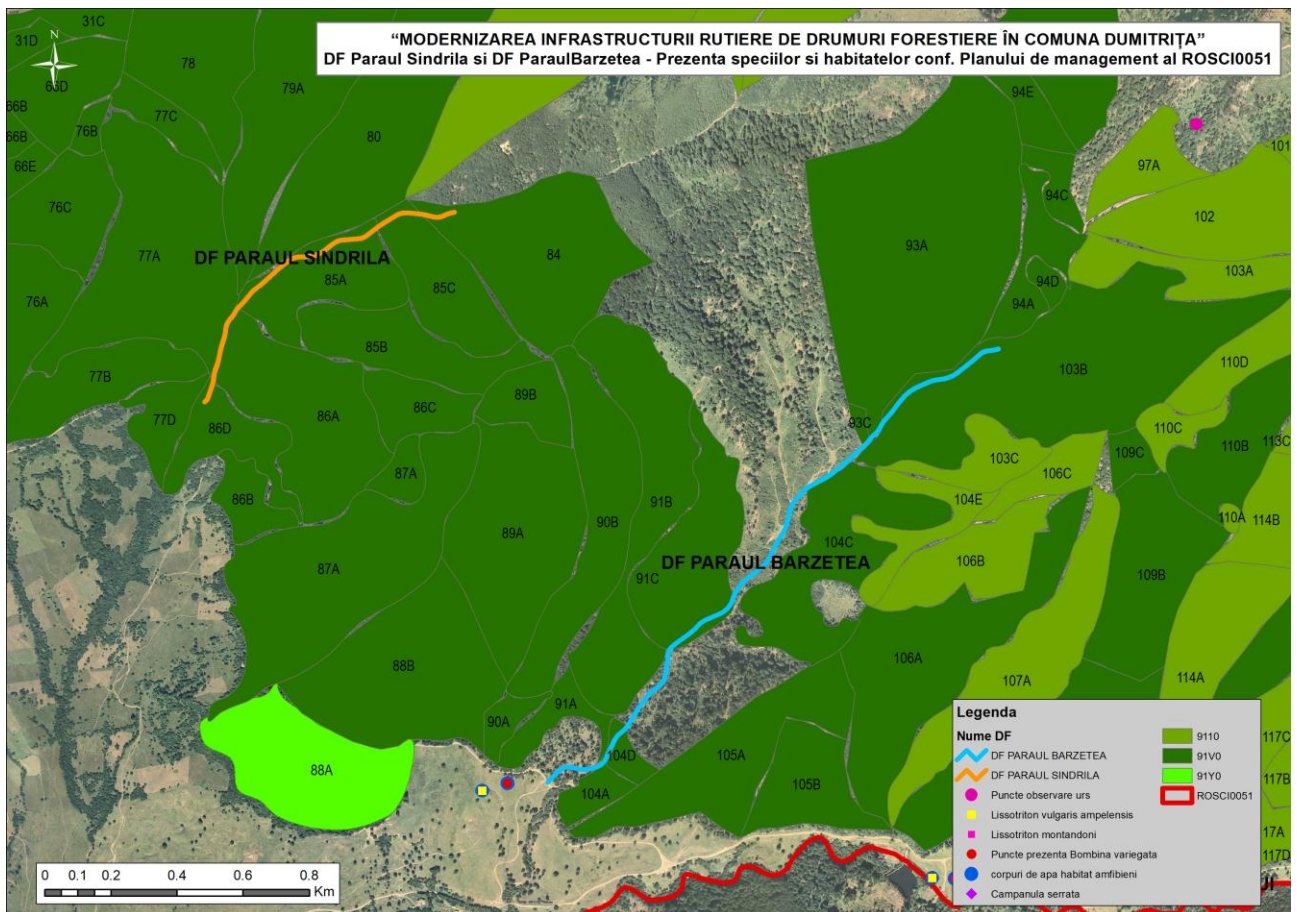 “MODERNIZAREA INFRASTRUCTURII RUTIERE DE DRUMURI FORESTIERE ÎN COMUNA DUMITRIȚA”
DF Paraul Sindrila si DF ParaulBarzetea - Prezenta speciilor si habitatelor conf. Planului de management al ROSCI0051
N
31C
31D
78
79A
66D
66B
77C
76B
80
66B
66E
76C
77A
76A
DF PARAUL SINDRILA
85A
85C
84
85B
77B
77D
86D
86A
86C
89B
86B
87A
87A
89A
90B
91B
91C
88B
88A
90A
91A
104D
104A
94E
94C
97A
101
102
93A
103A
94D
94A
103B
110D
93C
110C
110B
113C
109C
103C
106C
104E
110A
114B
104C
106B
109B
DF PARAUL BARZETEA
106A
107A
114A
105A
105B
117C
117B
17A
117D
Legenda
Nume DF
DF PARAUL BARZETEA
DF PARAUL SINDRILA
Puncte observare urs
Lissotriton vulgaris ampelensis
Lissotriton montandoni
Puncte prezenta Bombina variegata
corpuri de apa habitat amfibieni
Campanula serrata
9110
91V0
91Y0
ROSCI0051
0 0.1 0.2 0.4 0.6 0.8
Km